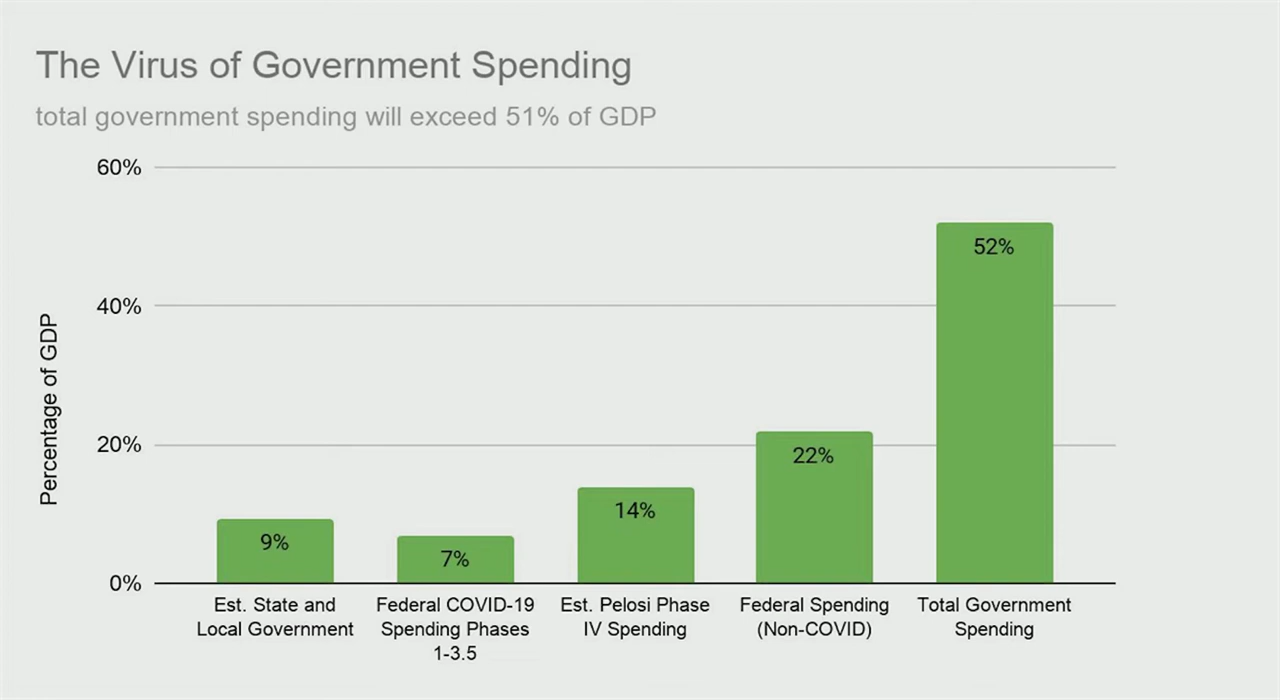 The Virus of Government Spending
total government spending will exceed 51% of GDP
60%
40%
20%
0%
Percentage of GDP
9%
7%
14%
22%
52%
Est. State and
Local Government
Federal COVID-19
Spending Phases
1-3.5
Est. Pelosi Phase
IV Spending
Federal Spending
(Non-COVID)
Total Government
Spending